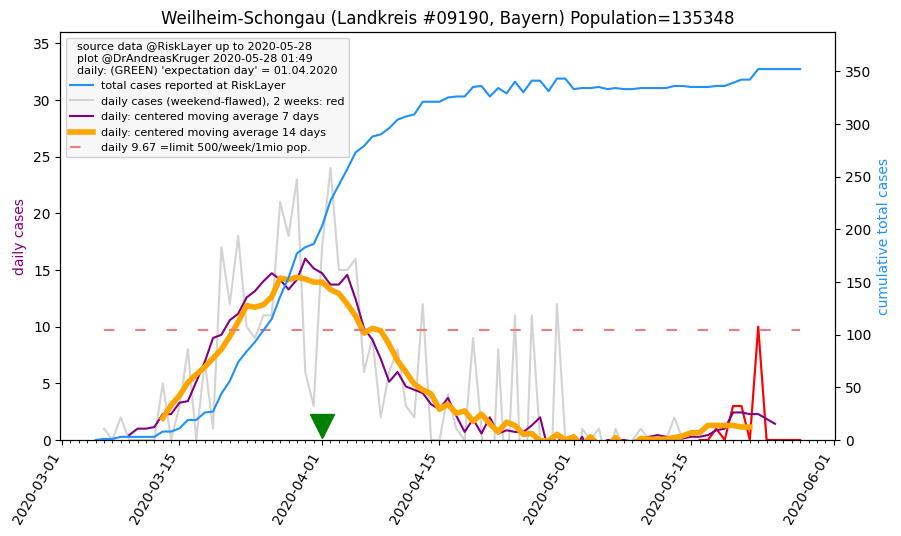 Weilheim-Schongau (Landkreis #09190, Bayern) Population=135348
source data @RiskLayer up to 2020-05-28
plot @DrAndreasKruger 2020-05-28 01:49
daily: (GREEN) 'expectation day' = 01.04.2020
total cases reported at RiskLayer
daily cases (weekend-flawed), 2 weeks: red
daily: centered moving average 7 days
daily: centered moving average 14 days
daily 9.67 =limit 500/week/1mio pop.
daily cases
35
30
25
20
15
10
5
0
cumulative total cases
350
300
250
200
150
100
50
0
2020-03-01
2020-03-15
2020-04-01
2020-04-15
2020-05-01
2020-05-15
2020-06-01